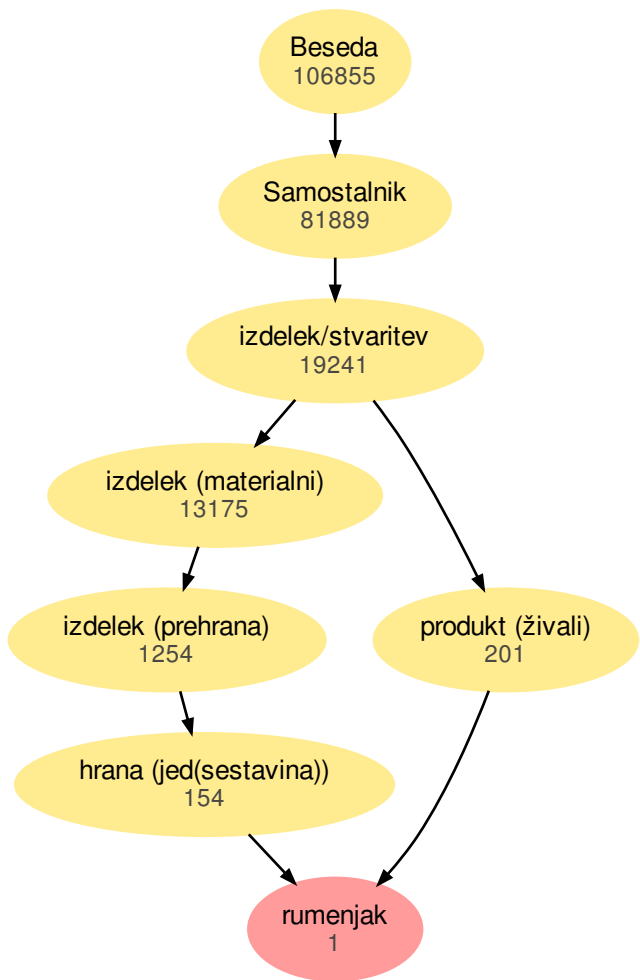 Beseda
106855
Samostalnik
81889
izdelek/stvaritev
19241
izdelek (materialni)
13175
izdelek (prehrana)
1254
produkt (živali)
201
hrana (jed(sestavina))
154
rumenjak
1